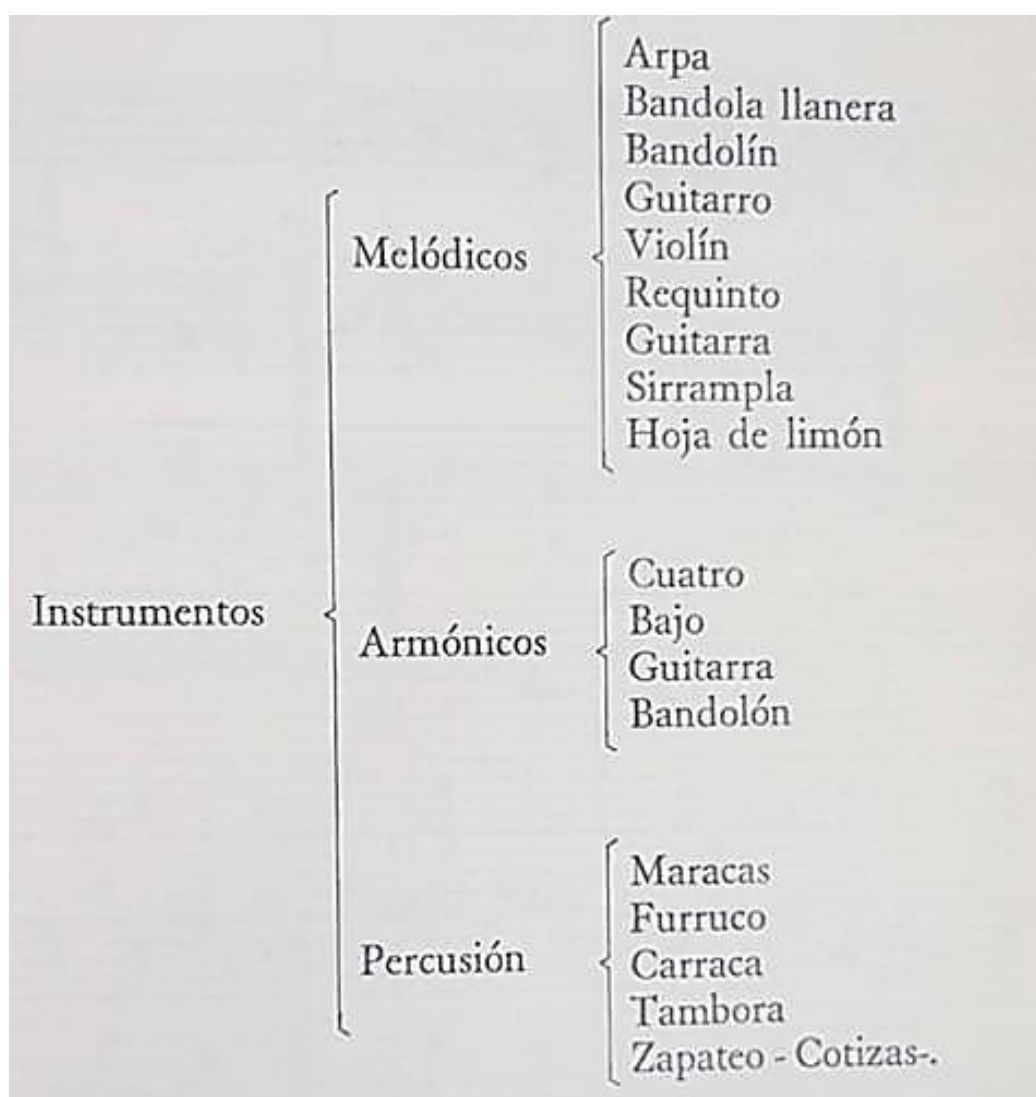 Instrumentos
Melódicos
Arpa
Bandola llanera
Bandolín
Guitarro
Violín
Requinto
Guitarra
Sirrampla
Hoja de limón
Armónicos
Cuatro
Bajo
Guitarra
Bandolón
Percusión
Maracas
Furruco
Carraca
Tambora
Zapateo - Cotizas-.